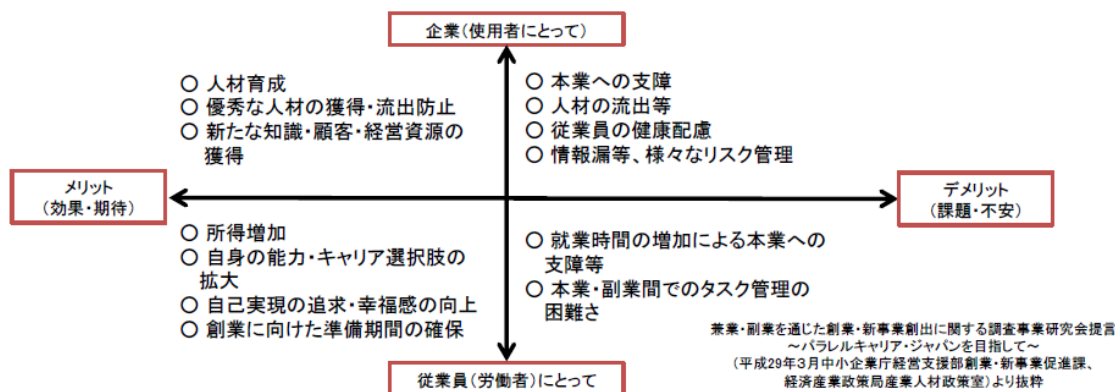 企業(使用者にとって)
○ 人材育成
○ 優秀な人材の獲得・流出防止
○ 新たな知識・顧客・経営資源の
獲得
○ 本業への支障
○ 人材の流出等
○ 従業員の健康配慮
○ 情報漏等、様々なリスク管理
メリット
(効果・期待)
デメリット
(課題・不安)
○ 所得増加
○ 自身の能力・キャリア選択肢の
拡大
○ 自己実現の追求・幸福感の向上
○ 創業に向けた準備期間の確保
○ 就業時間の増加による本業への
支障等
○ 本業・副業間でのタスク管理の
困難さ
従業員(労働者)にとって
兼業・副業を通じた創業・新事業創出に関する調査事業研究会提言
~パラレルキャリア・ジャパンを目指して~
(平成29年3月中小企業庁経営支援部創業・新事業促進課、
経済産業政策局産業人材政策室)より抜粋